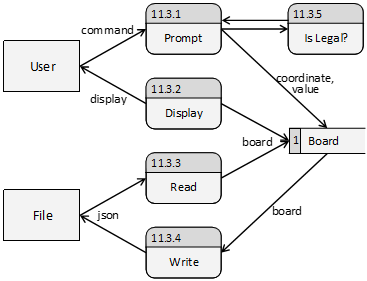 11.3.1
11.3.5
command
Prompt
Is Legal?
User
11.3.2
coordinate,
value
display
Display
1 Board
board
11.3.3
Read
File
json
board
11.3.4
Write